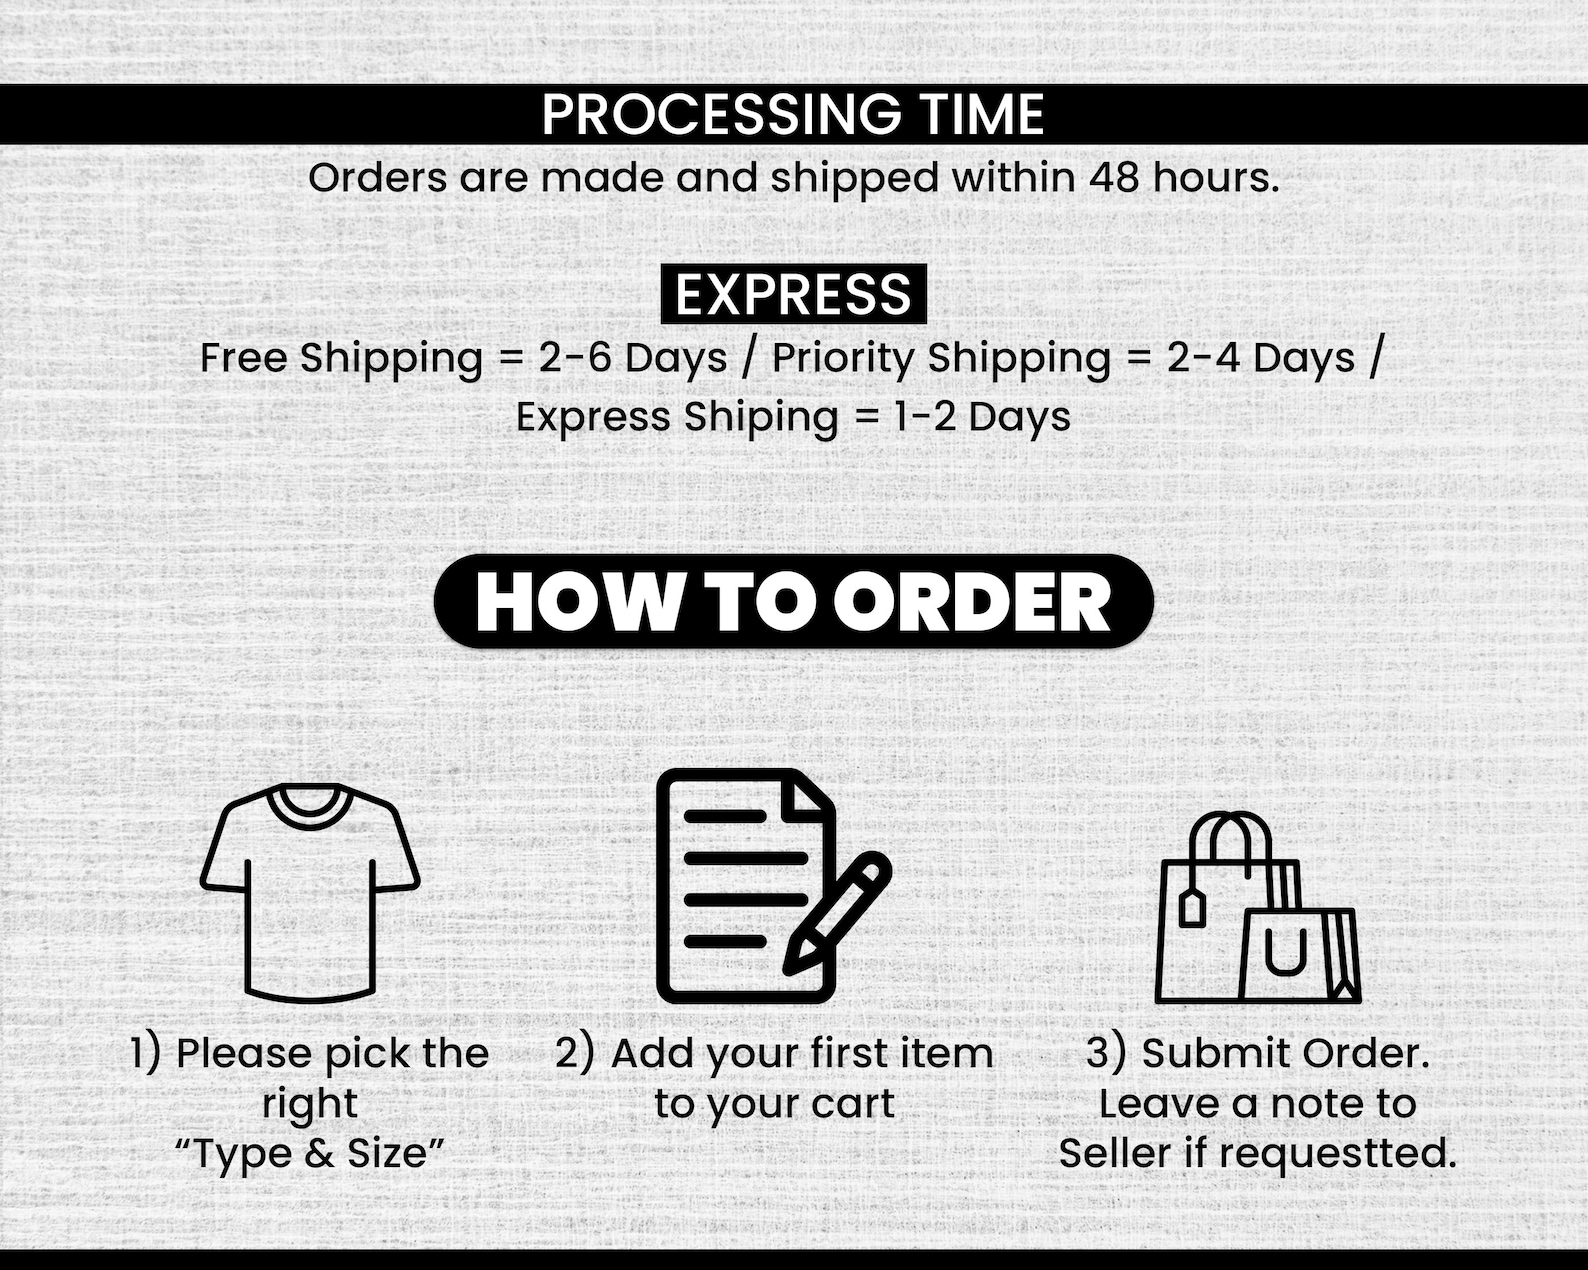 PROCESSING TIME
Orders are made and shipped within 48 hours.
EXPRESS
Free Shipping = 2-6 Days / Priority Shipping = 2-4 Days /
Express Shiping = 1-2 Days
HOW TO ORDER
1) Please pick the
right
“Type & Size”
2) Add your first item
to your cart
3) Submit Order.
Leave a note to
Seller if requestted.